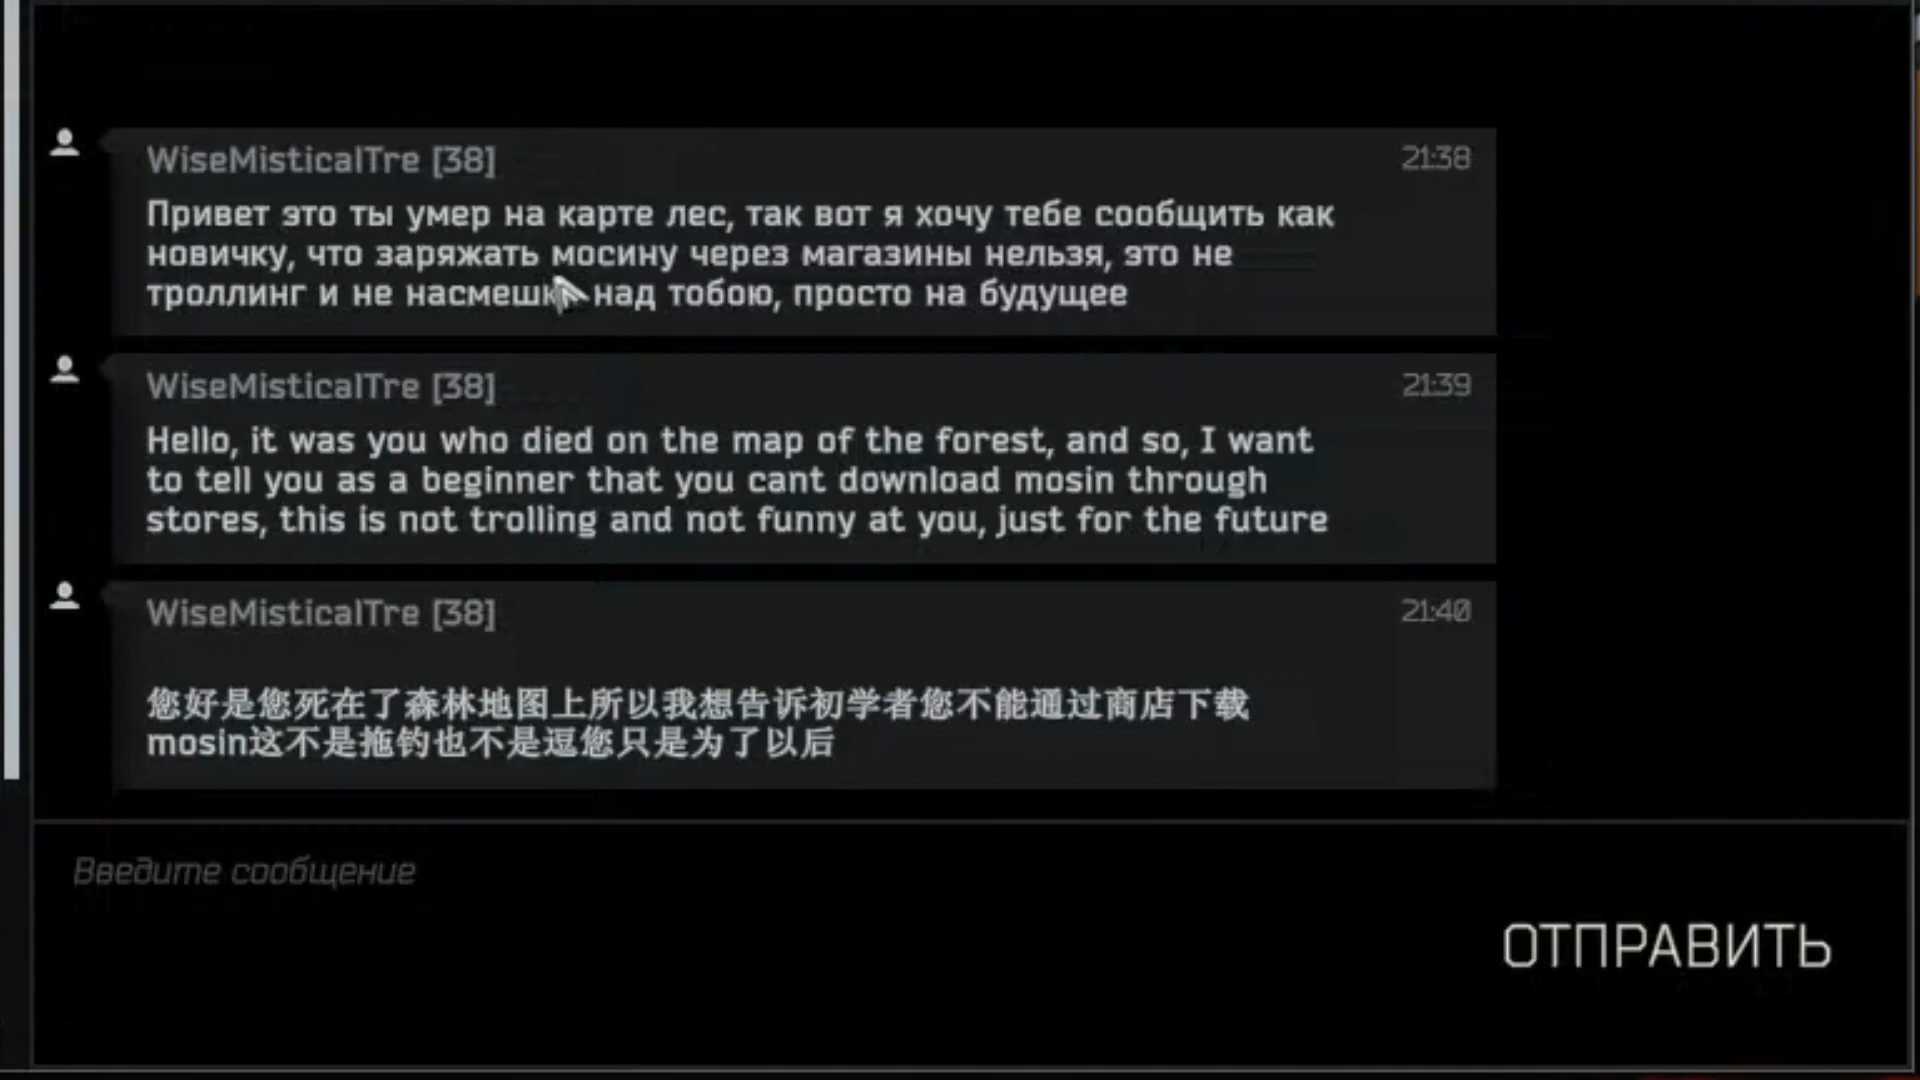 WiseMisticalTre [38]
21:38
Привет это ты умер на карте лес, так вот я хочу тебе сообщить как
новичку, что заряжать мосину через магазины нельзя, это не
троллинг и не насмешка над тобою, просто на будущее
WiseMisticalTre [38]
21:39
Hello, it was you who died on the map of the forest, and so, I want
to tell you as a beginner that you cant download mosin through
stores, this is not trolling and not funny at you, just for the future
WiseMisticalTre [38]
21:40
您好是您死在了森林地图上所以我想告诉初学者您不能通过商店下载
mosin这不是拖钓也不是逗您只是为了以后
Введите сообщение
ОТПРАВИТЬ